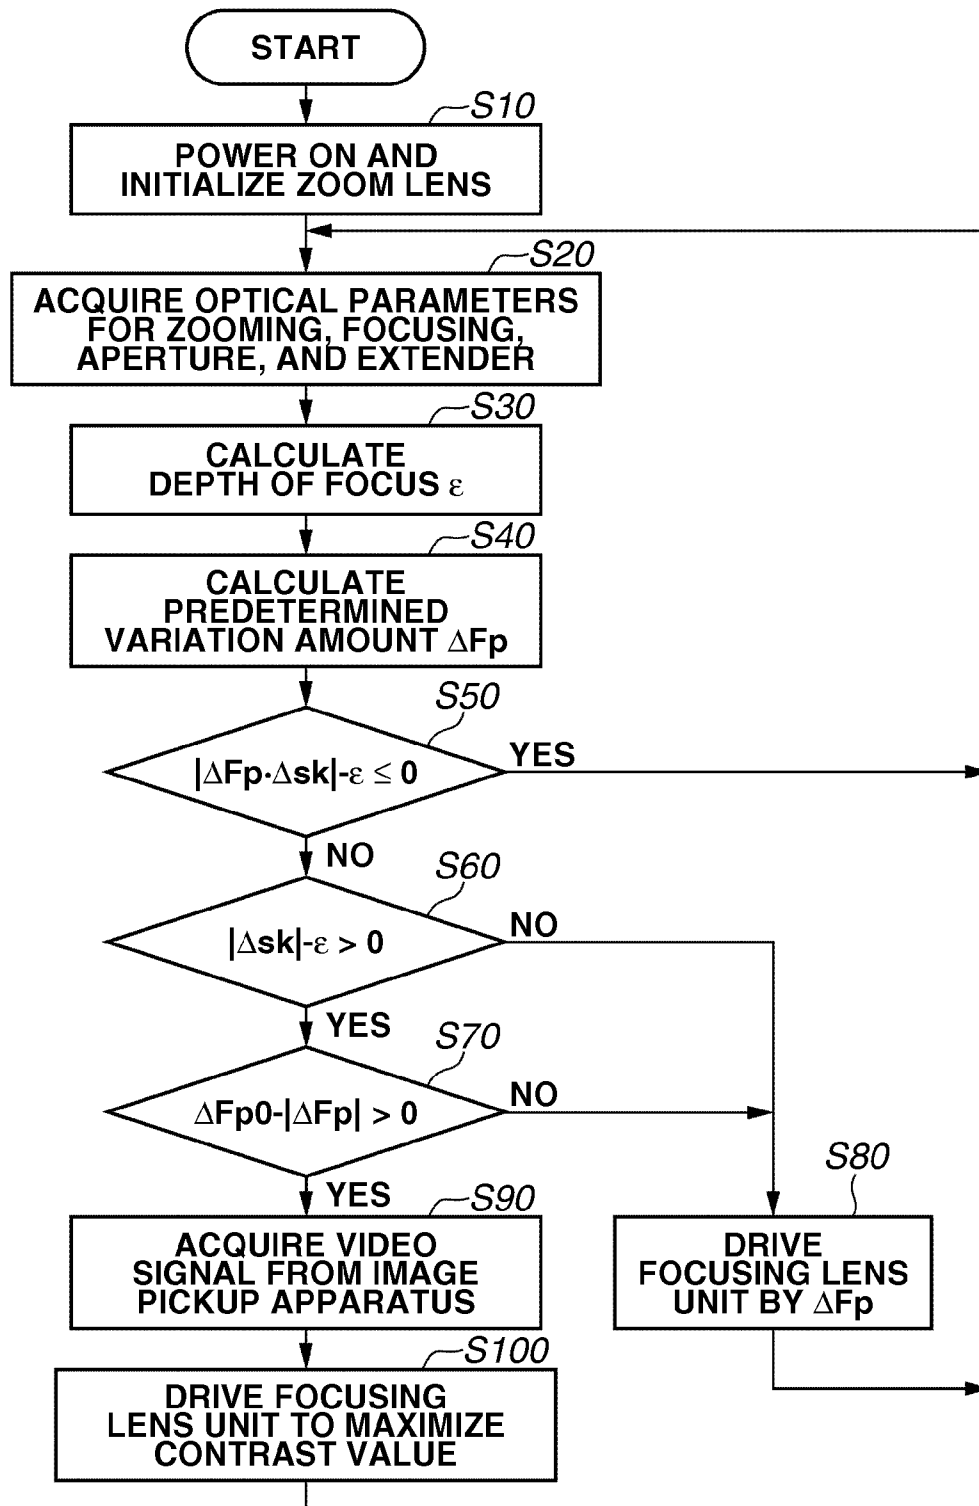 START
S10
POWER ON AND
INITIALIZE ZOOM LENS
S20
ACQUIRE OPTICAL PARAMETERS
FOR ZOOMING, FOCUSING,
APERTURE, AND EXTENDER
S30
CALCULATE
DEPTH OF FOCUS ε
S40
CALCULATE
PREDETERMINED
VARIATION AMOUNT ΔFp
S50
|ΔFp·Δsk|-ε ≤ 0
YES
NO
S60
|Δsk|-ε > 0
NO
YES
S70
ΔFp0-|ΔFp| > 0
NO
YES
S80
DRIVE
FOCUSING LENS
UNIT BY ΔFp
S90
ACQUIRE VIDEO
SIGNAL FROM IMAGE
PICKUP APPARATUS
S100
DRIVE FOCUSING
LENS UNIT TO MAXIMIZE
CONTRAST VALUE